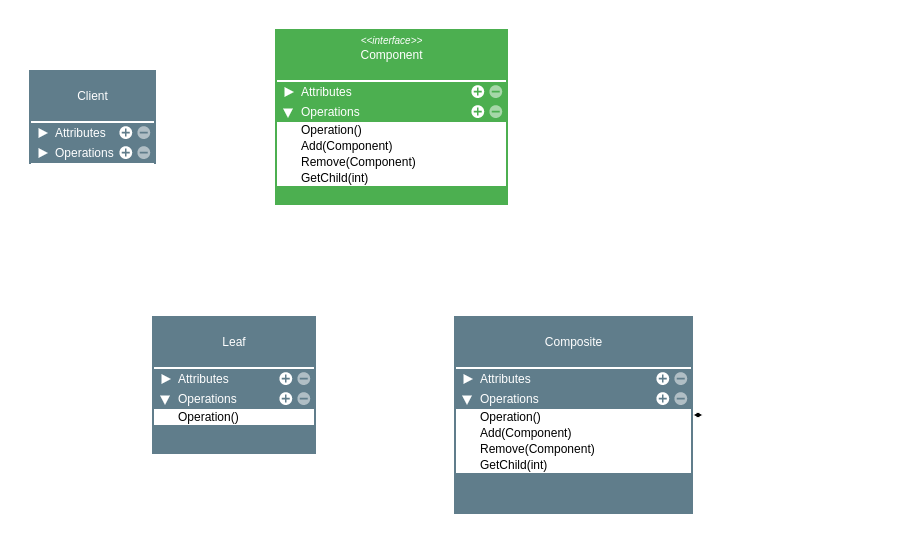 <<interface>>
Component
Client
Attributes
Operations
Attributes
Operations
Operation()
Add(Component)
Remove(Component)
GetChild(int)
Leaf
Attributes
Operations
Operation()
Composite
Attributes
Operations
Operation()
Add(Component)
Remove(Component)
GetChild(int)